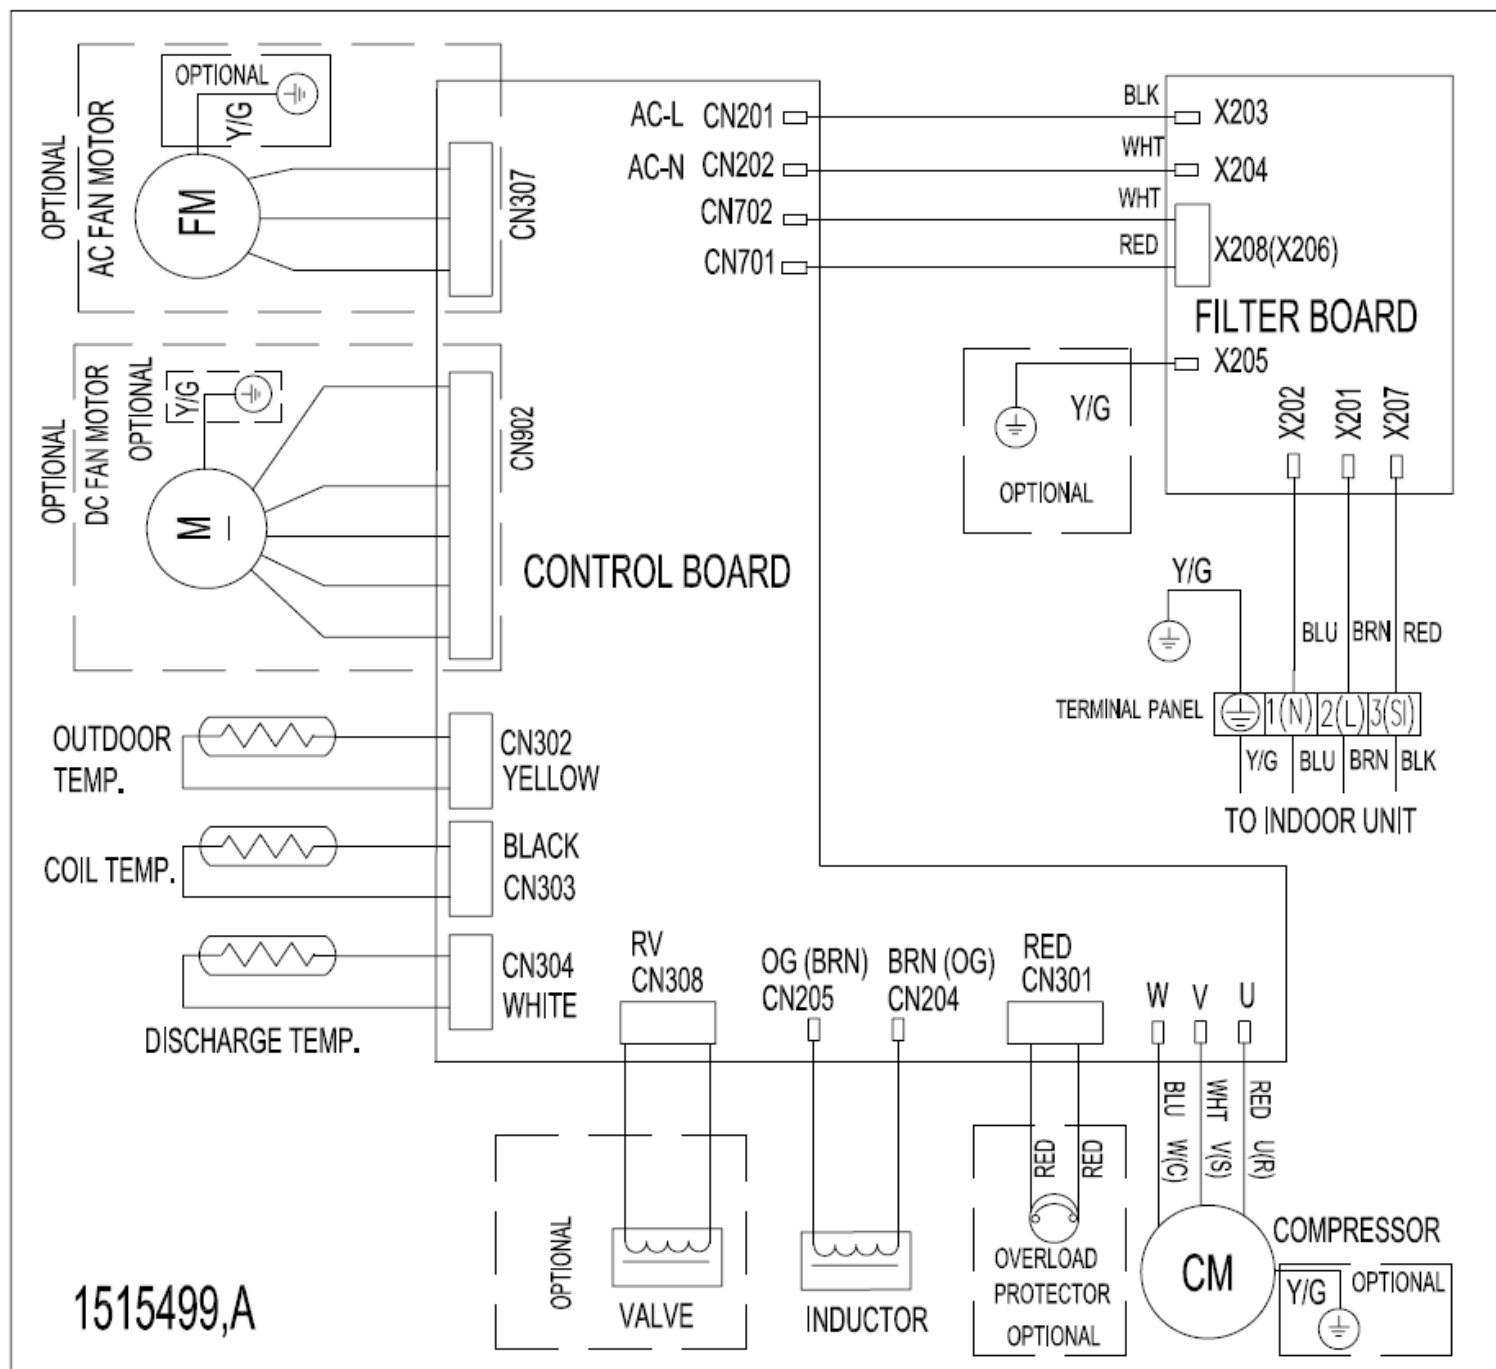 OPTIONAL
Y/G
OPTIONAL
AC FAN MOTOR
FM
CN307
AC-L CN201
AC-N CN202
CN702
CN701
BLK
WHT
WHT
RED
X203
X204
X208(X206)
FILTER BOARD
X205
X202
X201
X207
Y/G
OPTIONAL
OPTIONAL
DC FAN MOTOR
OPTIONAL
Y/G
M
CN902
CONTROL BOARD
Y/G
BLU
BRN
RED
TERMINAL PANEL
1(N)
2(L)
3(SI)
Y/G
BLU
BRN
BLK
TO INDOOR UNIT
OUTDOOR
TEMP.
CN302
YELLOW
COIL TEMP.
BLACK
CN303
CN304
WHITE
DISCHARGE TEMP.
RV
CN308
OG (BRN)
CN205
BRN (OG)
CN204
RED
CN301
W
V
U
BLU W(C)
WHT V(S)
RED U(R)
OPTIONAL
VALVE
INDUCTOR
RED
RED
OVERLOAD
PROTECTOR
OPTIONAL
CM
COMPRESSOR
Y/G
OPTIONAL
1515499,A